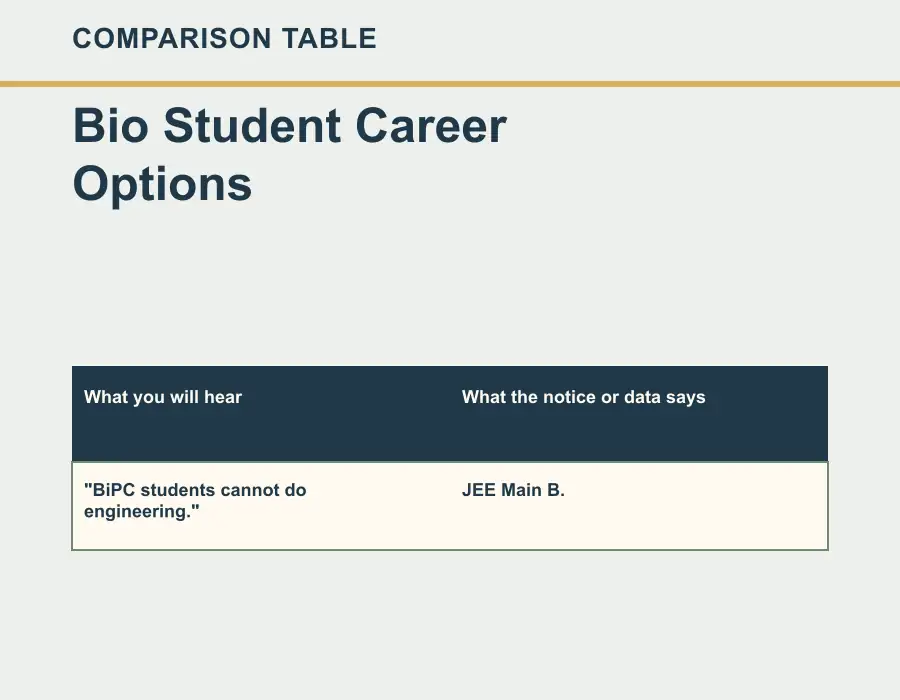 COMPARISON TABLE
Bio Student Career
Options
What you will hear
What the notice or data says
"BiPC students cannot do
engineering."
JEE Main B.